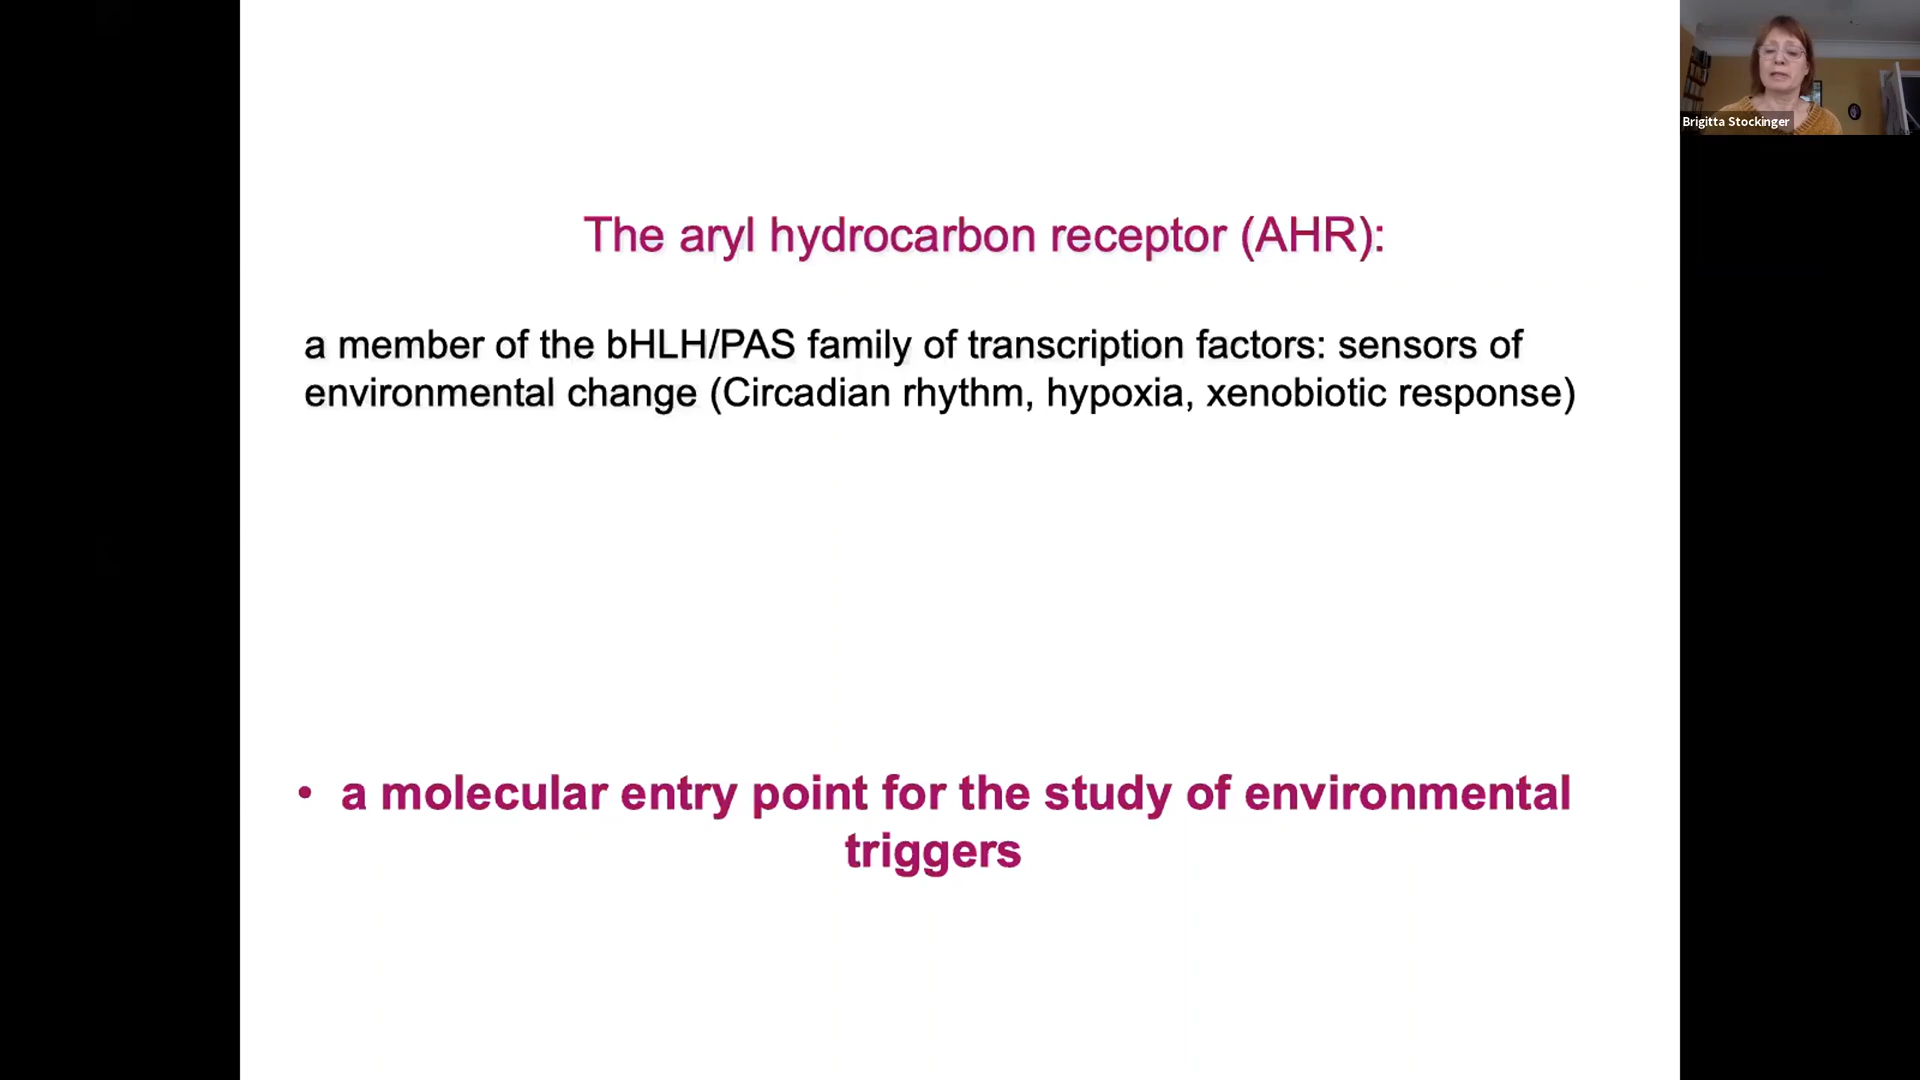 Brigitta Stockinger
The aryl hydrocarbon receptor (AHR):
a member of the bHLH/PAS family of transcription factors: sensors of
environmental change (Circadian rhythm, hypoxia, xenobiotic response)
• a molecular entry point for the study of environmental
triggers